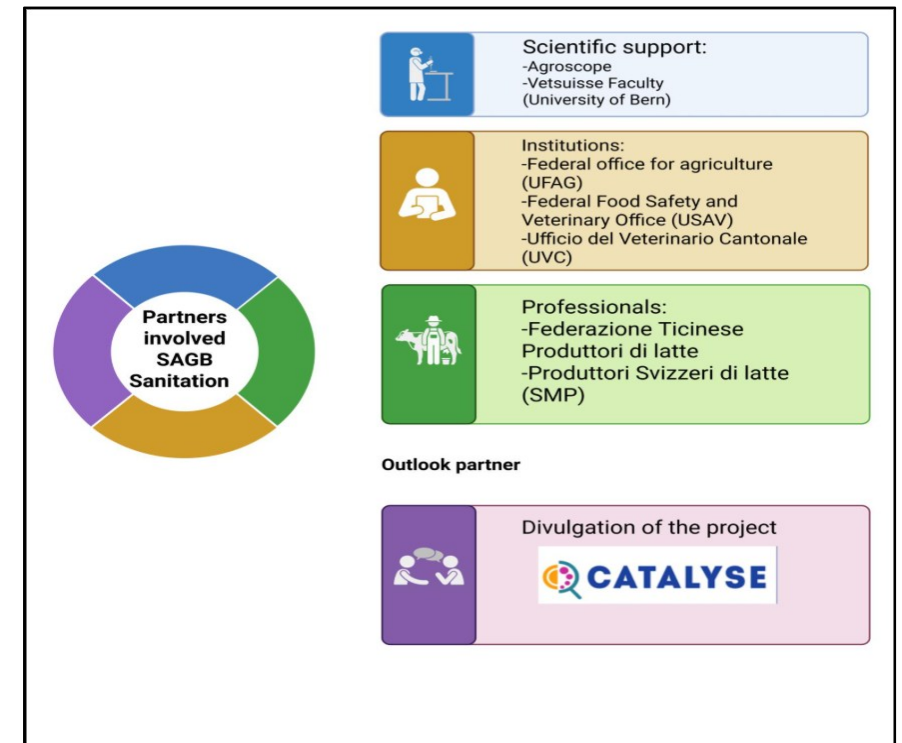 Scientific support:
-Agroscope
-Vetsuisse Faculty
(University of Bern)
Institutions:
-Federal office for agriculture
(UFAG)
-Federal Food Safety and
Veterinary Office (USAV)
-Ufficio del Veterinario Cantonale
(UVC)
Partners
involved
SAGB
Sanitation
Professionals:
-Federazione Ticinese
Produttori di latte
-Produttori Svizzeri di latte
(SMP)
Outlook partner
Divulgation of the project
CATALYSE